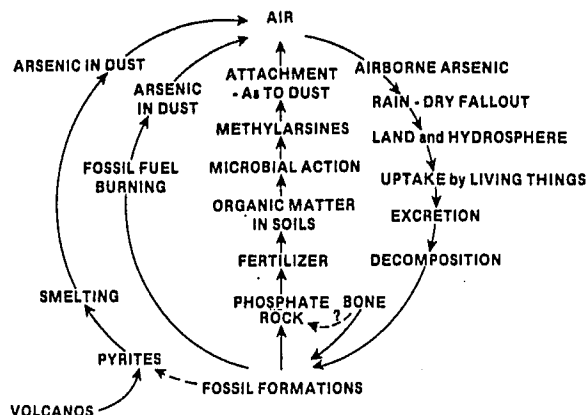 AIR
ARSENIC IN DUST
ARSENIC
IN DUST
ATTACHMENT
- As TO DUST
METHYLARSINES
MICROBIAL ACTION
ORGANIC MATTER
IN SOILS
FERTILIZER
PHOSPHATE
ROCK
BONE
?
AIRBORNE ARSENIC
RAIN - DRY FALLOUT
LAND and HYDROSPHERE
UPTAKE by LIVING THINGS
EXCRETION
DECOMPOSITION
FOSSIL FUEL
BURNING
SMELTING
PYRITES
FOSSIL FORMATIONS
VOLCANOS